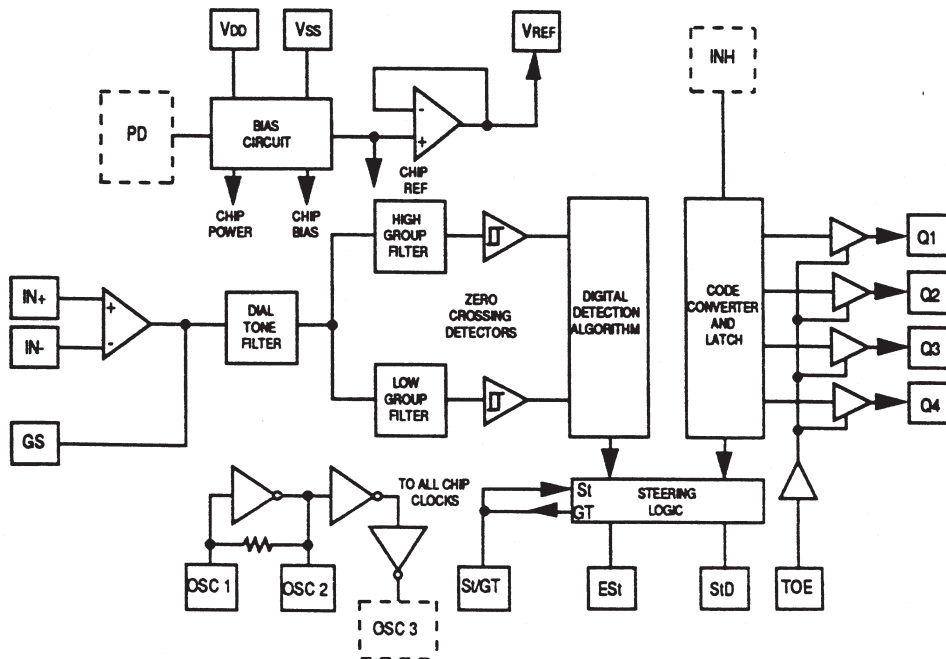 VDD
VSS
VREF
INH
PD
BIAS
CIRCUIT
-
+
CHIP
REF
CHIP
POWER
CHIP
BIAS
HIGH
GROUP
FILTER
IN+
IN-
+
-
DIAL
TONE
FILTER
ZERO
CROSSING
DETECTORS
DIGITAL
DETECTION
ALGORITHM
CODE
CONVERTER
AND
LATCH
Q1
Q2
Q3
Q4
LOW
GROUP
FILTER
GS
TO ALL CHIP
CLOCKS
St
GT
STEERING
LOGIC
OSC 1
OSC 2
OSC 3
St/GT
ESt
StD
TOE